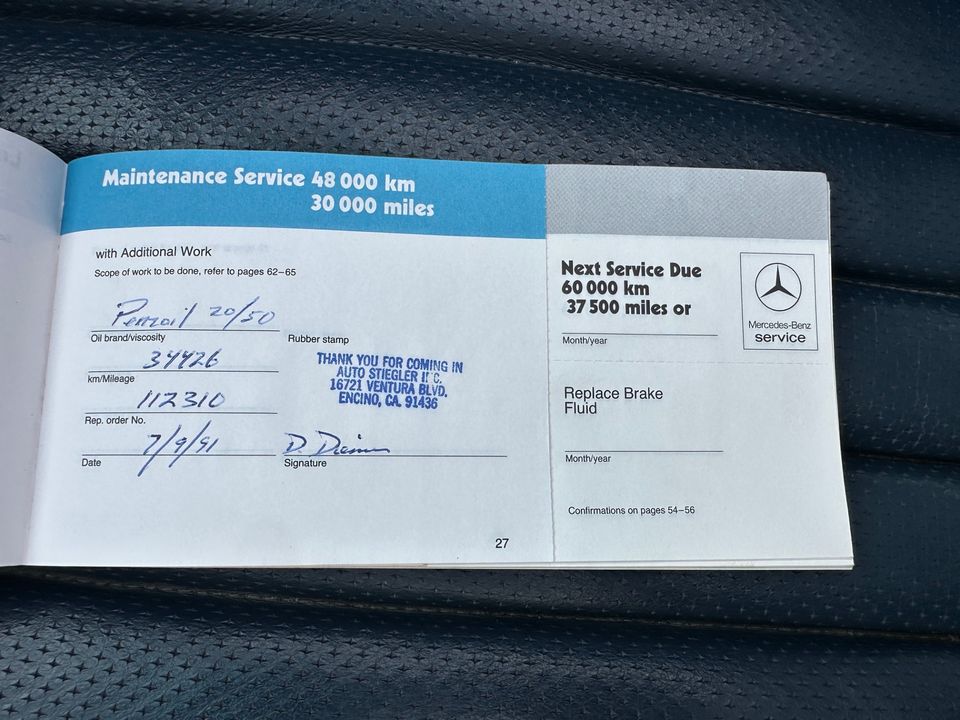 Maintenance Service 48 000 km
30 000 miles
with Additional Work
Scope of work to be done, refer to pages 62–65
Pennzoil 20/50
Oil brand/viscosity
34426
km/Mileage
112310
Rep. order No.
7/9/91
Date
Rubber stamp
THANK YOU FOR COMING IN
AUTO STIEGLER INC.
16721 VENTURA BLVD.
ENCINO, CA. 91436
D.
Signature
27
Next Service Due
60 000 km
37 500 miles or
Month/year
Mercedes-Benz
service
Replace Brake
Fluid
Month/year
Confirmations on pages 54–56